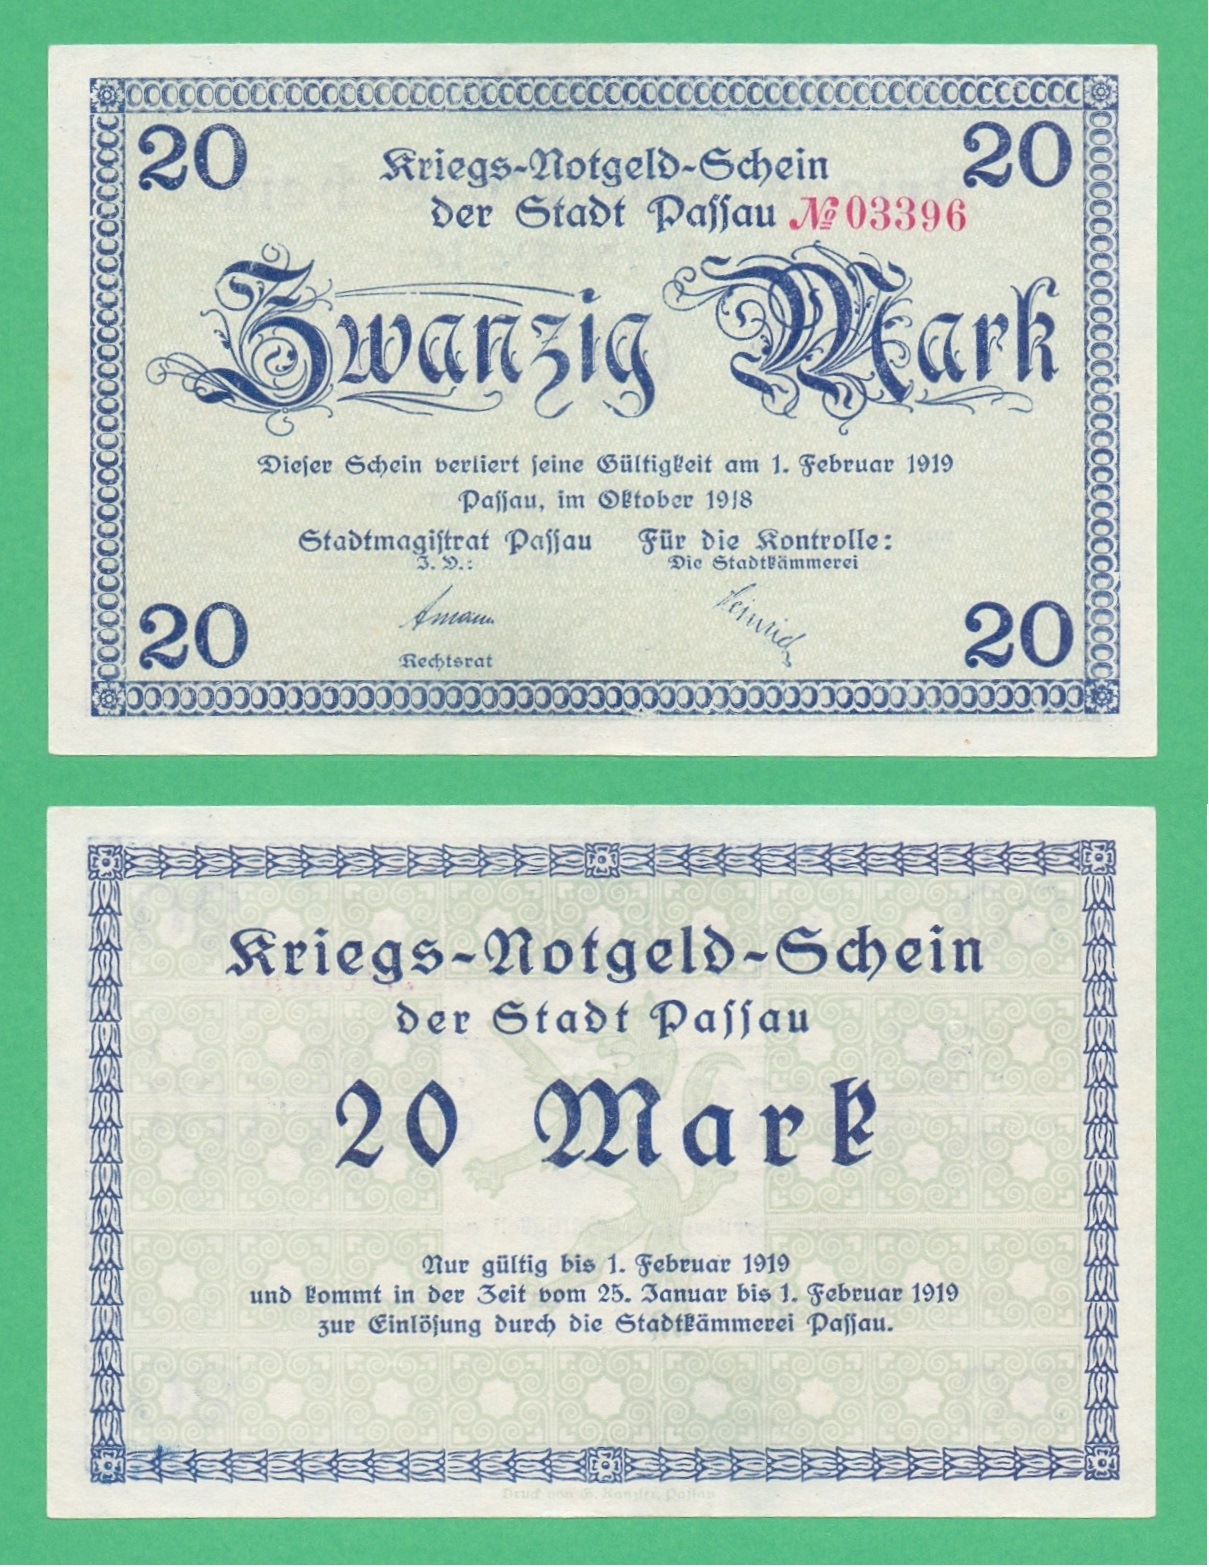 20 20
Kriegs-Notgeld-Schein
der Stadt Passau № 03396
Zwanzig Mark
Dieser Schein verliert seine Gültigkeit am 1. Februar 1919
Passau, im Oktober 1918
Stadtmagistrat Passau Für die Kontrolle:
J. V.: Die Stadtkämmerei
Heinrich
Rechtsrat
20 20
Kriegs-Notgeld-Schein
der Stadt Passau
20 Mark
Nur gültig bis 1. Februar 1919
und kommt in der Zeit vom 25. Januar bis 1. Februar 1919
zur Einlösung durch die Stadtkämmerei Passau.
Druck von G. Kanzler, Passau